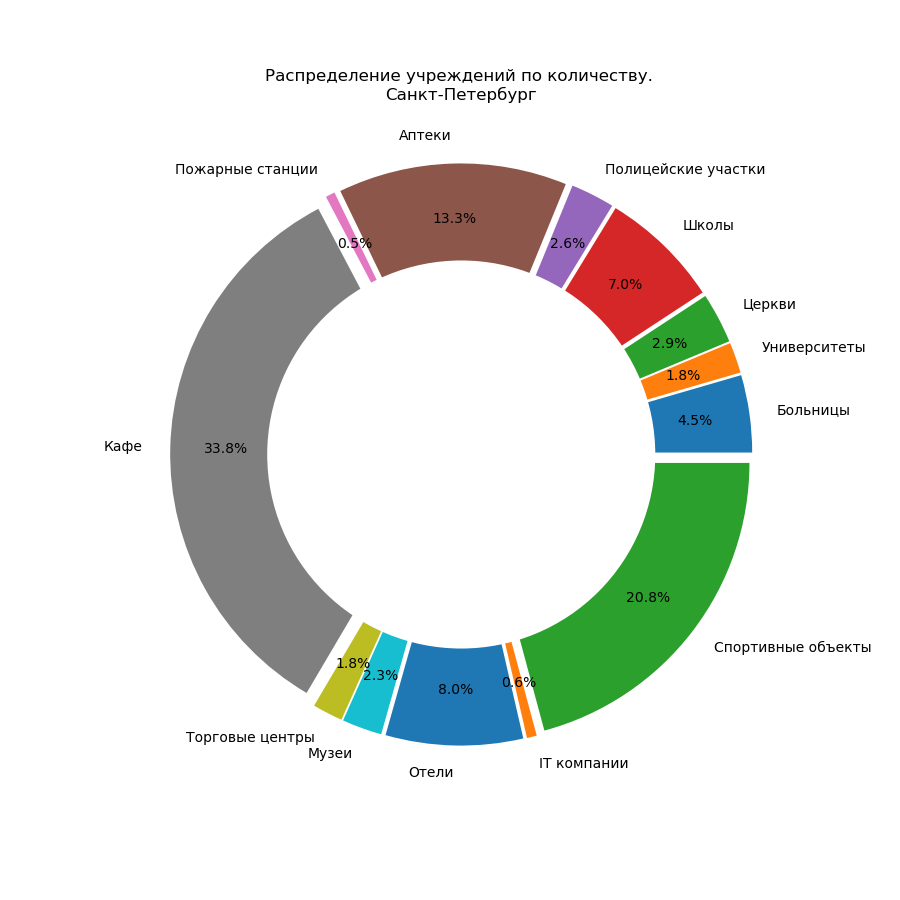 Распределение учреждений по количеству.
Санкт-Петербург
Аптеки
Пожарные станции
Полицейские участки
13.3%
0.5%
2.6%
Школы
7.0%
Церкви
2.9%
Университеты
1.8%
Больницы
4.5%
Кафе
33.8%
20.8%
Спортивные объекты
1.8%
2.3%
8.0%
0.6%
Торговые центры
Музеи
Отели
IT компании